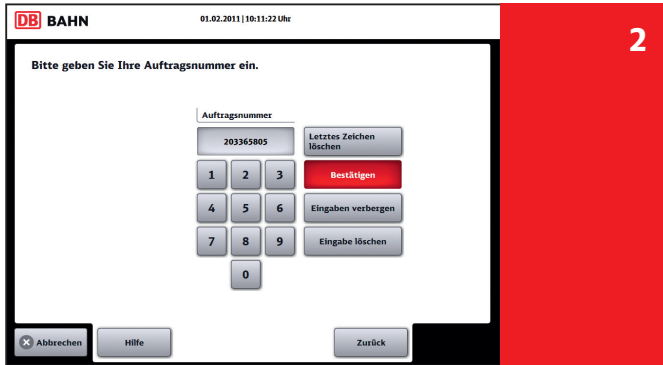 DB BAHN
01.02.2011 | 10:11:22 Uhr
2
Bitte geben Sie Ihre Auftragsnummer ein.
Auftragsnummer
203365805
Letztes Zeichen
löschen
1 2 3
Bestätigen
4 5 6
Eingaben verbergen
7 8 9
Eingabe löschen
0
Abbrechen
Hilfe
Zurück